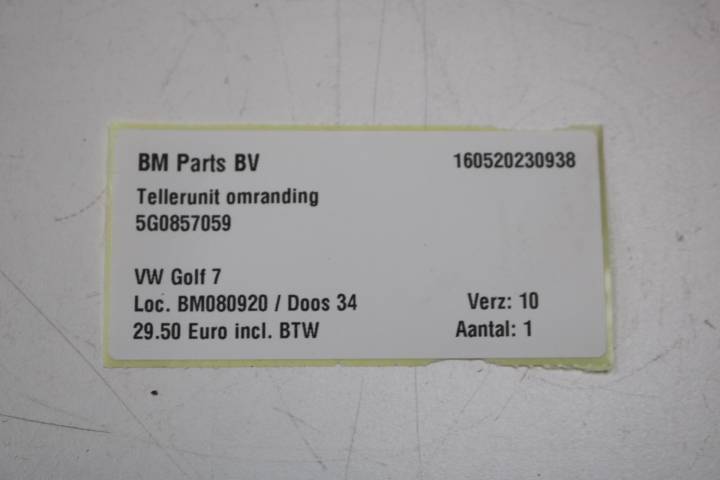 BM Parts BV 160520230938
Tellerunit omranding
5G0857059
VW Golf 7
Loc. BM080920 / Doos 34 Verz: 10
29.50 Euro incl. BTW Aantal: 1